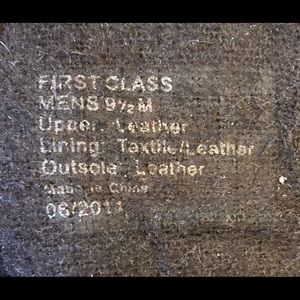 FIRST CLASS
MENS 9½ M
Upper: Leather
Lining: Textile/Leather
Outsole: Leather
Made in China
06/2011